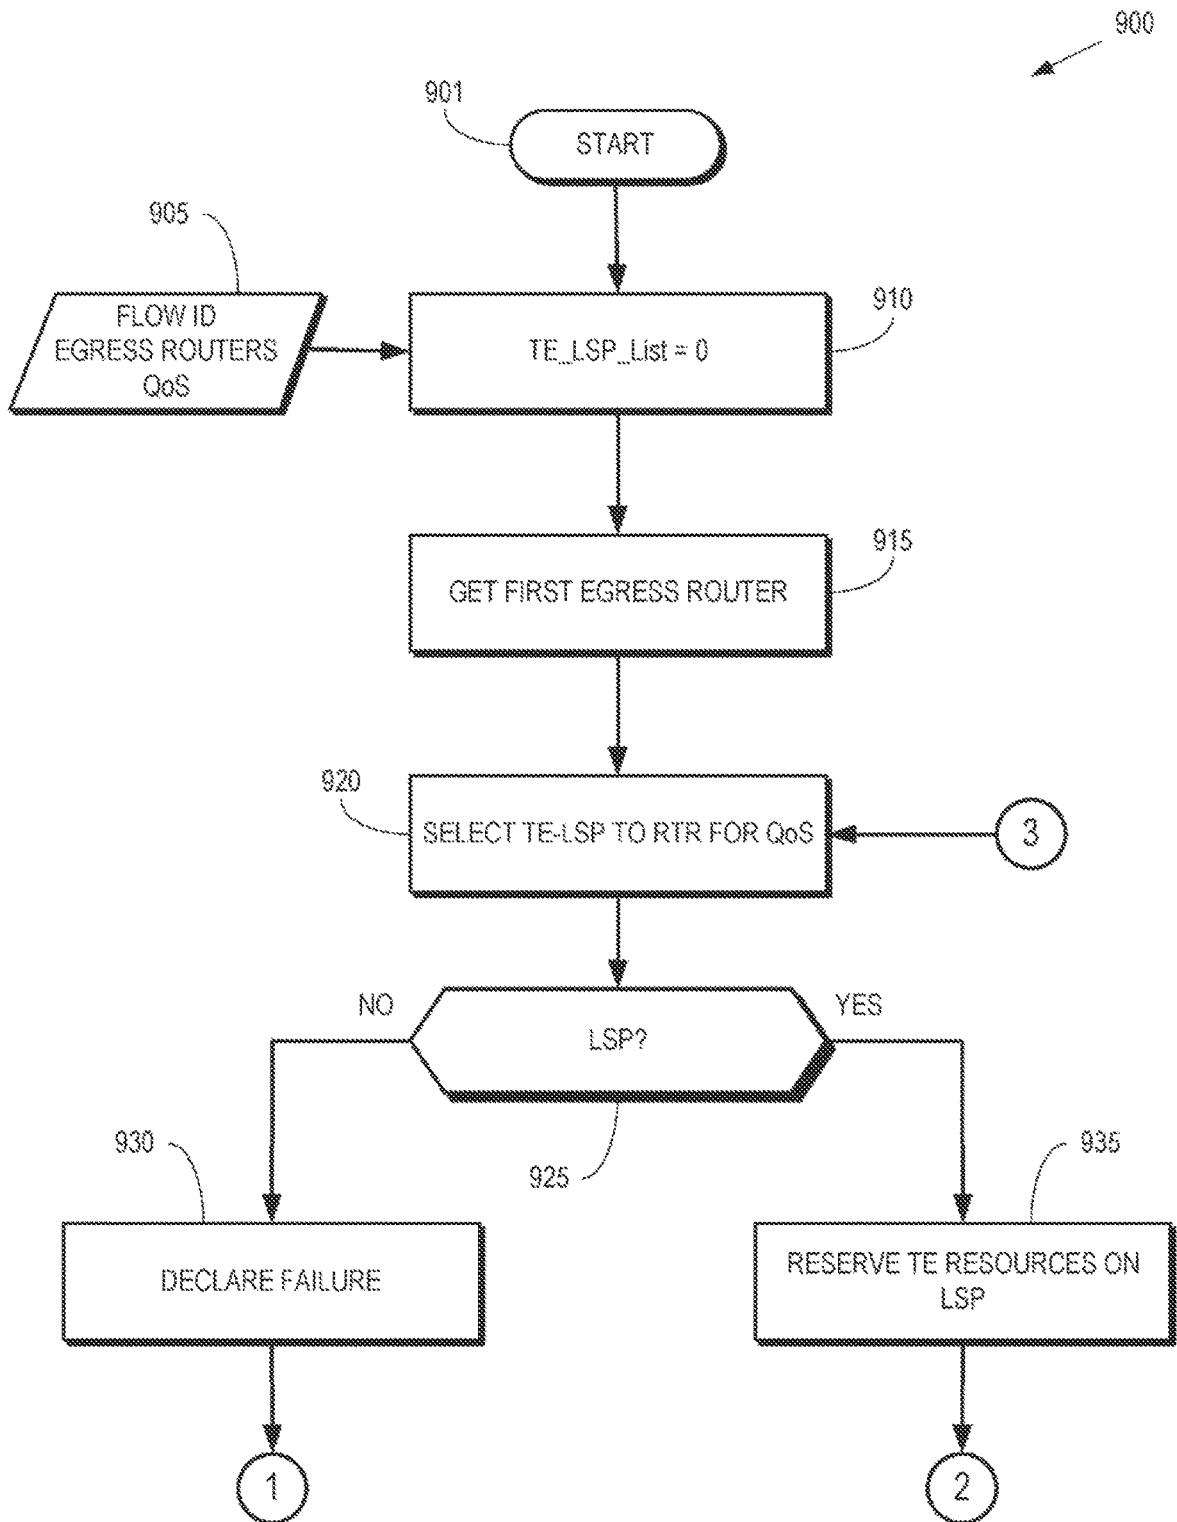 900
901
START
905
FLOW ID
EGRESS ROUTERS
QoS
910
TE_LSP_List = 0
915
GET FIRST EGRESS ROUTER
920
SELECT TE-LSP TO RTR FOR QoS
3
NO
YES
LSP?
925
930
935
DECLARE FAILURE
RESERVE TE RESOURCES ON
LSP
1
2